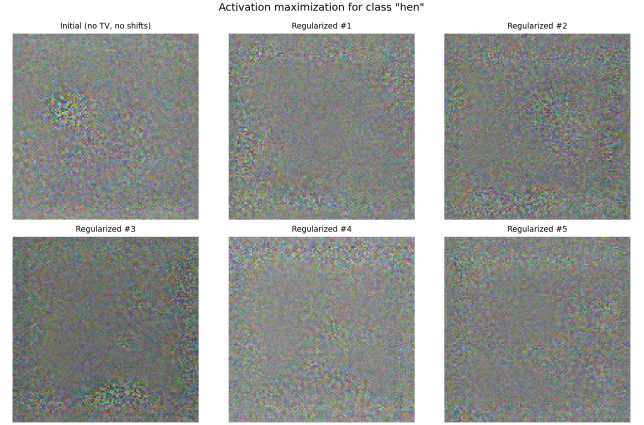 Activation maximization for class "hen"
Initial (no TV, no shifts)
Regularized #1
Regularized #2
Regularized #3
Regularized #4
Regularized #5